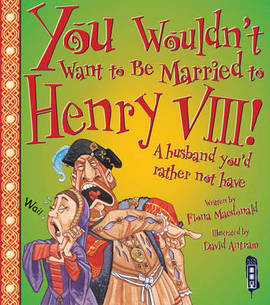 You Wouldn't
Want to Be Married to
Henry VIII!
A husband you'd
rather not have
Written by
Fiona Macdonald
Illustrated by
David Antram
Wait!